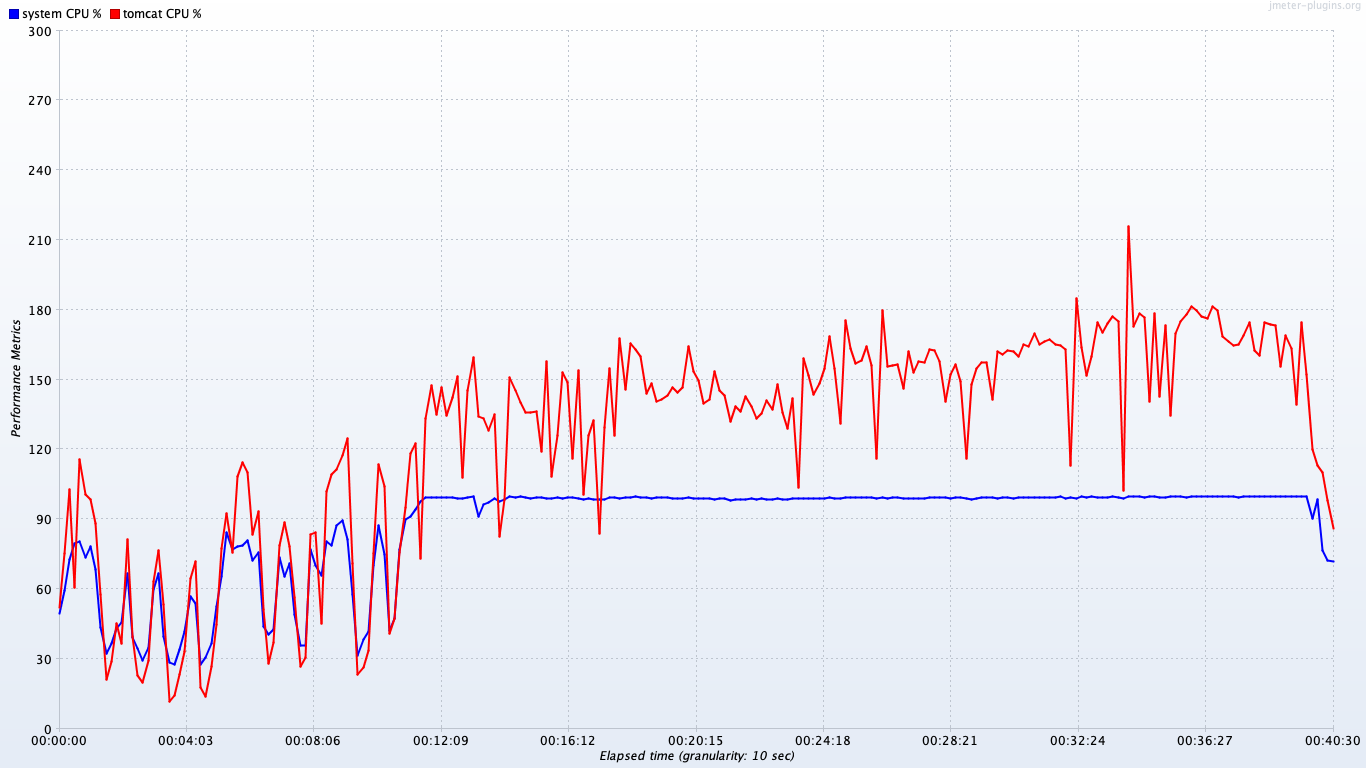 system CPU % tomcat CPU %
jmeter-plugins.org
300
270
240
210
180
150
120
90
60
30
0
Performance Metrics
00:00:00 00:04:03 00:08:06 00:12:09 00:16:12 00:20:15 00:24:18 00:28:21 00:32:24 00:36:27 00:40:30
Elapsed time (granularity: 10 sec)